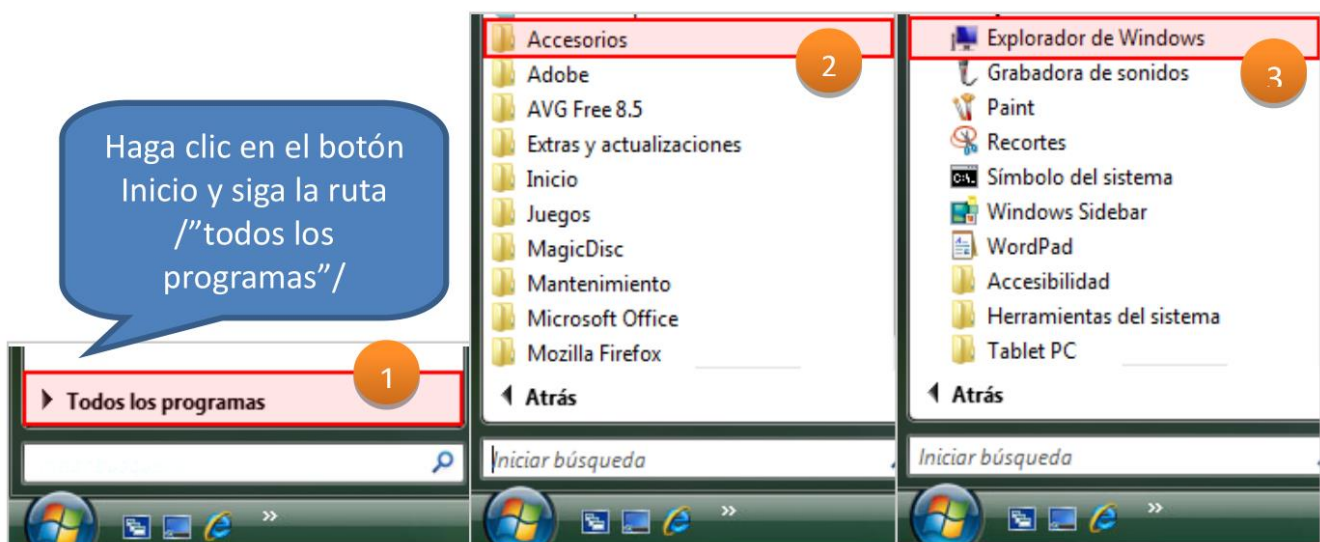 Haga clic en el botón
Inicio y siga la ruta
/”todos los
programas”/
1
Todos los programas
Accesorios
2
Adobe
AVG Free 8.5
Extras y actualizaciones
Inicio
Juegos
MagicDisc
Mantenimiento
Microsoft Office
Mozilla Firefox
Atrás
Iniciar búsqueda
»
Explorador de Windows
3
Grabadora de sonidos
Paint
Recortes
Símbolo del sistema
Windows Sidebar
WordPad
Accesibilidad
Herramientas del sistema
Tablet PC
Atrás
Iniciar búsqueda